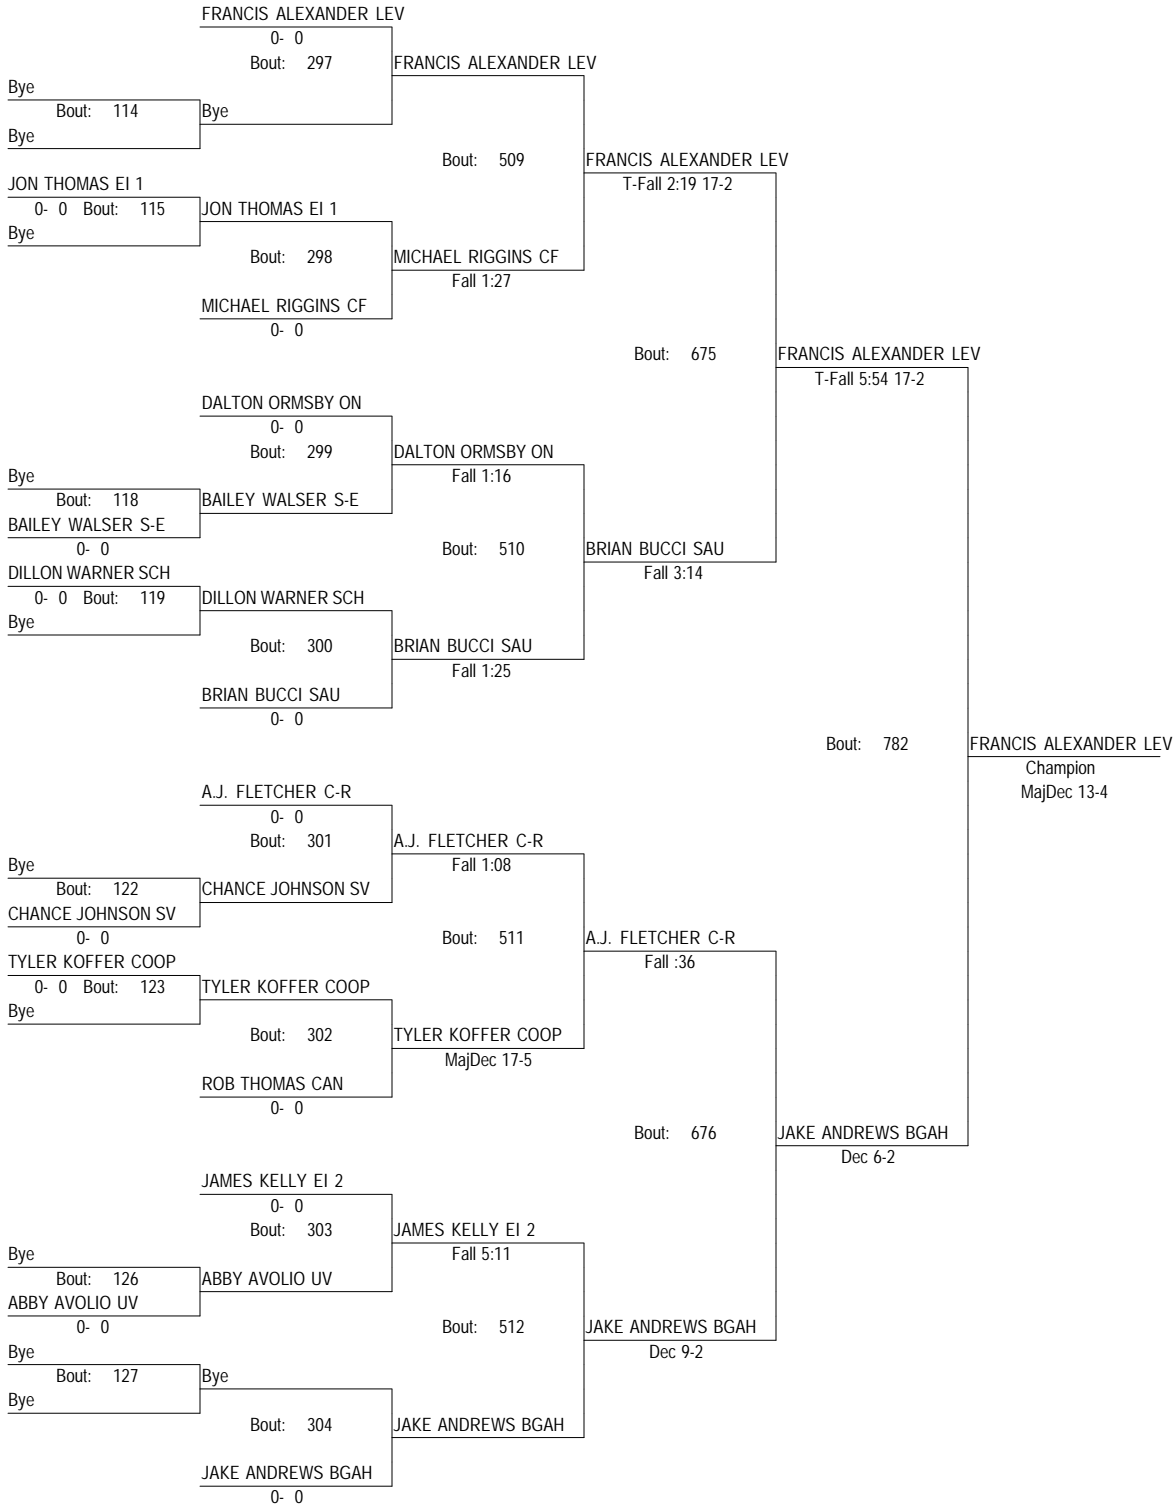 FRANCIS ALEXANDER LEV
0- 0
Bout: 297
FRANCIS ALEXANDER LEV
Bye
Bout: 114
Bye
Bye
Bout: 509
FRANCIS ALEXANDER LEV
T-Fall 2:19 17-2
JON THOMAS EI 1
0- 0 Bout: 115
JON THOMAS EI 1
Bye
Bout: 298
MICHAEL RIGGINS CF
Fall 1:27
MICHAEL RIGGINS CF
0- 0
Bout: 675
FRANCIS ALEXANDER LEV
T-Fall 5:54 17-2
DALTON ORMSBY ON
0- 0
Bout: 299
DALTON ORMSBY ON
Fall 1:16
Bye
Bout: 118
BAILEY WALSER S-E
BAILEY WALSER S-E
0- 0
Bout: 510
BRIAN BUCCI SAU
Fall 3:14
DILLON WARNER SCH
0- 0 Bout: 119
DILLON WARNER SCH
Bye
Bout: 300
BRIAN BUCCI SAU
Fall 1:25
BRIAN BUCCI SAU
0- 0
Bout: 782
FRANCIS ALEXANDER LEV
Champion
MajDec 13-4
A.J. FLETCHER C-R
0- 0
Bout: 301
A.J. FLETCHER C-R
Fall 1:08
Bye
Bout: 122
CHANCE JOHNSON SV
CHANCE JOHNSON SV
0- 0
Bout: 511
A.J. FLETCHER C-R
Fall :36
TYLER KOFFER COOP
0- 0 Bout: 123
TYLER KOFFER COOP
Bye
Bout: 302
TYLER KOFFER COOP
MajDec 17-5
ROB THOMAS CAN
0- 0
Bout: 676
JAKE ANDREWS BGAH
Dec 6-2
JAMES KELLY EI 2
0- 0
Bout: 303
JAMES KELLY EI 2
Fall 5:11
Bye
Bout: 126
ABBY AVOLIO UV
ABBY AVOLIO UV
0- 0
Bout: 512
JAKE ANDREWS BGAH
Dec 9-2
Bye
Bout: 127
Bye
Bye
Bout: 304
JAKE ANDREWS BGAH
JAKE ANDREWS BGAH
0- 0